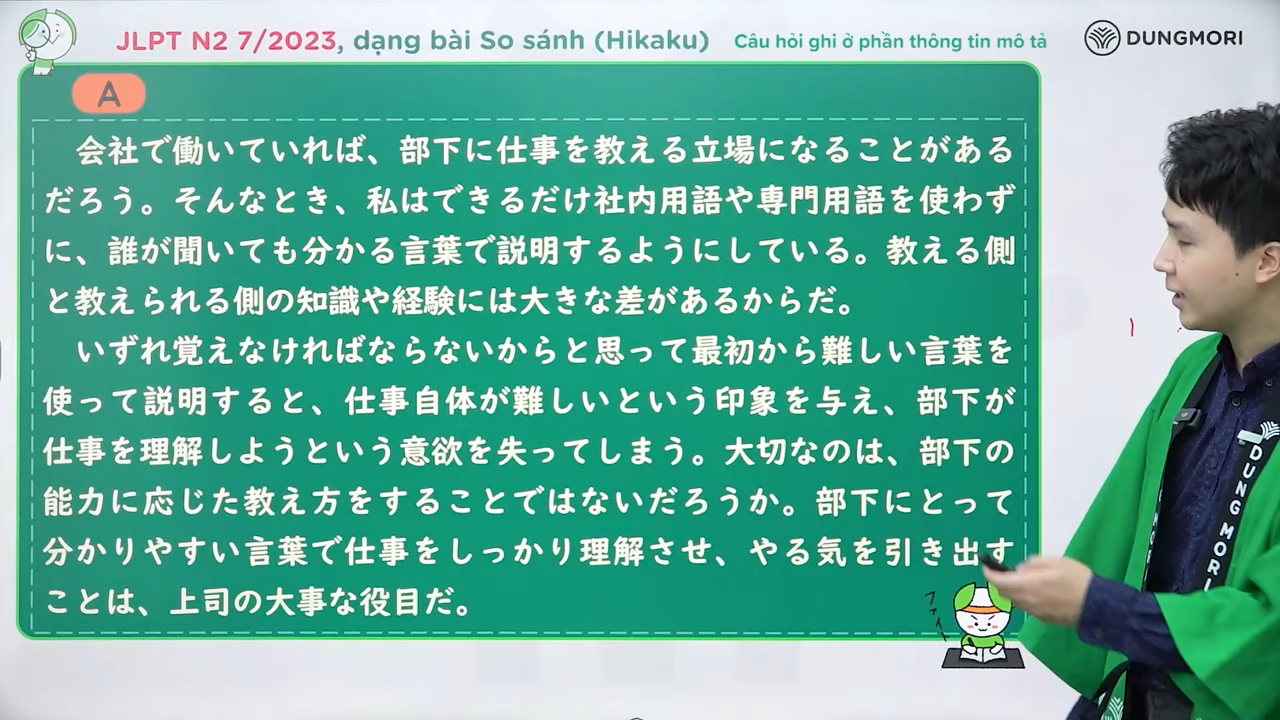 JLPT N2 7/2023, dạng bài So sánh (Hikaku)
Câu hỏi ghi ở phần thông tin mô tả
DUNGMORI
A
会社で働いていれば、部下に仕事を教える立場になることがある
だろう。そんなとき、私はできるだけ社内用語や専門用語を使わず
に、誰が聞いても分かる言葉で説明するようにしている。教える側
と教えられる側の知識や経験には大きな差があるからだ。
いずれ覚えなければならないからと思って最初から難しい言葉を
使って説明すると、仕事自体が難しいという印象を与え、部下が
仕事を理解しようという意欲を失ってしまう。大切なのは、部下の
能力に応じた教え方をすることではないだろうか。部下にとって
分かりやすい言葉で仕事をしっかり理解させ、やる気を引き出す
ことは、上司の大事な役目だ。
ファイト
DUNG MORI